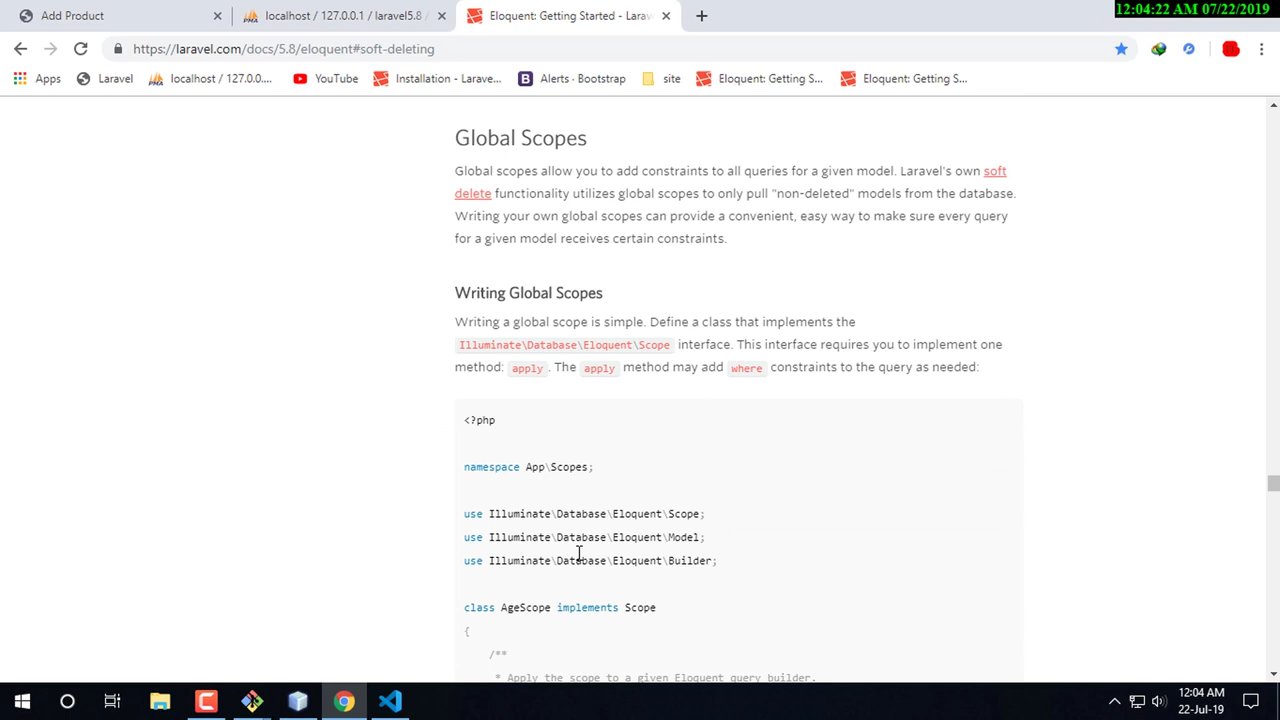 12:04:22 AM 07/22/2019
Add Product
localhost / 127.0.0.1 / laravel5.8 /
Eloquent: Getting Started - Larav
https://laravel.com/docs/5.8/eloquent#soft-deleting
Apps
Laravel
localhost / 127.0.0....
YouTube
Installation - Larave...
Alerts · Bootstrap
site
Eloquent: Getting S...
Eloquent: Getting S...
Global Scopes
Global scopes allow you to add constraints to all queries for a given model. Laravel's own soft
delete functionality utilizes global scopes to only pull "non-deleted" models from the database.
Writing your own global scopes can provide a convenient, easy way to make sure every query
for a given model receives certain constraints.
Writing Global Scopes
Writing a global scope is simple. Define a class that implements the
Illuminate\Database\Eloquent\Scope interface. This interface requires you to implement one
method: apply. The apply method may add where constraints to the query as needed:
<?php
namespace App\Scopes;
use Illuminate\Database\Eloquent\Scope;
use Illuminate\Database\Eloquent\Model;
use Illuminate\Database\Eloquent\Builder;
class AgeScope implements Scope
{
/**
* Apply the scope to a given Eloquent query builder.
12:04 AM
22-Jul-19